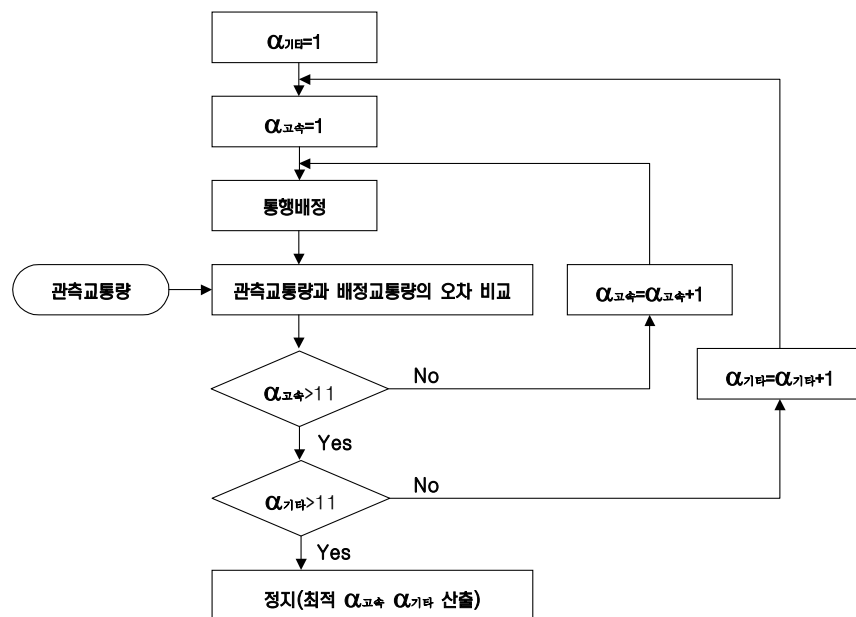 α기타=1
α고속=1
통행배정
관측교통량
관측교통량과 배정교통량의 오차 비교
α고속=α고속+1
α기타=α기타+1
α고속>11
No
Yes
α기타>11
No
Yes
정지(최적 α고속 α기타 산출)